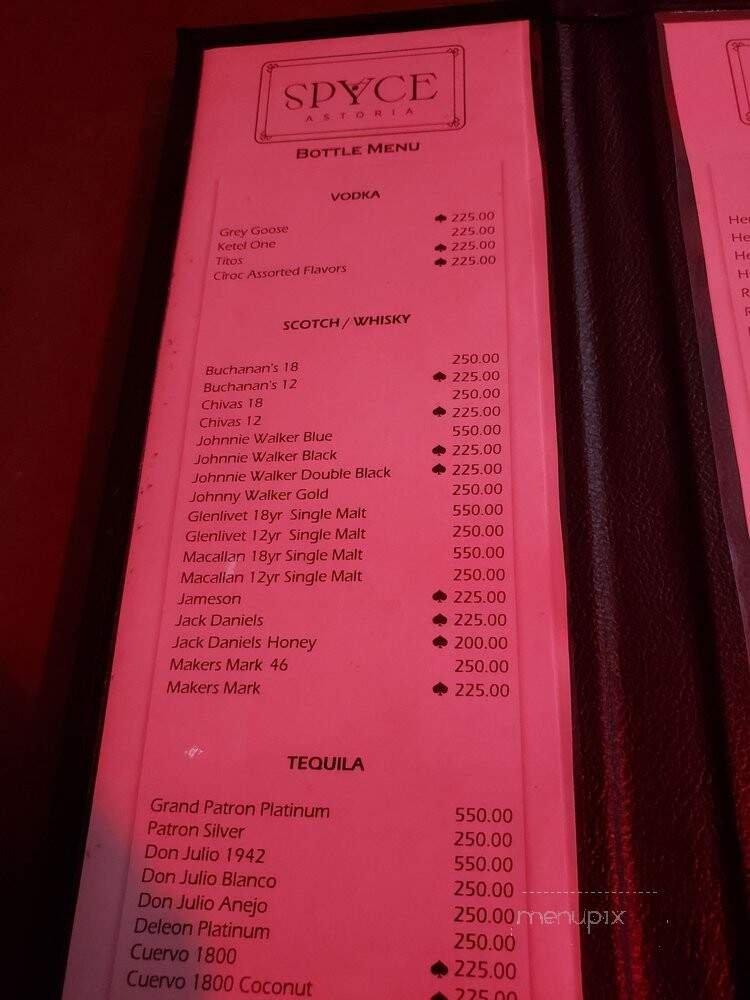 SPYCE
ASTORIA
BOTTLE MENU
VODKA
Grey Goose ♠ 225.00
Ketel One 225.00
Titos ♠ 225.00
Cîroc Assorted Flavors ♠ 225.00
SCOTCH / WHISKY
Buchanan's 18 250.00
Buchanan's 12 ♠ 225.00
Chivas 18 250.00
Chivas 12 ♠ 225.00
Johnnie Walker Blue 550.00
Johnnie Walker Black ♠ 225.00
Johnnie Walker Double Black ♠ 225.00
Johnny Walker Gold 250.00
Glenlivet 18yr Single Malt 550.00
Glenlivet 12yr Single Malt 250.00
Macallan 18yr Single Malt 550.00
Macallan 12yr Single Malt 250.00
Jameson ♠ 225.00
Jack Daniels ♠ 225.00
Jack Daniels Honey ♠ 200.00
Makers Mark 46 250.00
Makers Mark ♠ 225.00
TEQUILA
Grand Patron Platinum 550.00
Patron Silver 250.00
Don Julio 1942 550.00
Don Julio Blanco 250.00
Don Julio Anejo 250.00
Deleon Platinum 250.00
Cuervo 1800 ♠ 225.00
Cuervo 1800 Coconut ♠ 225.00
menupix